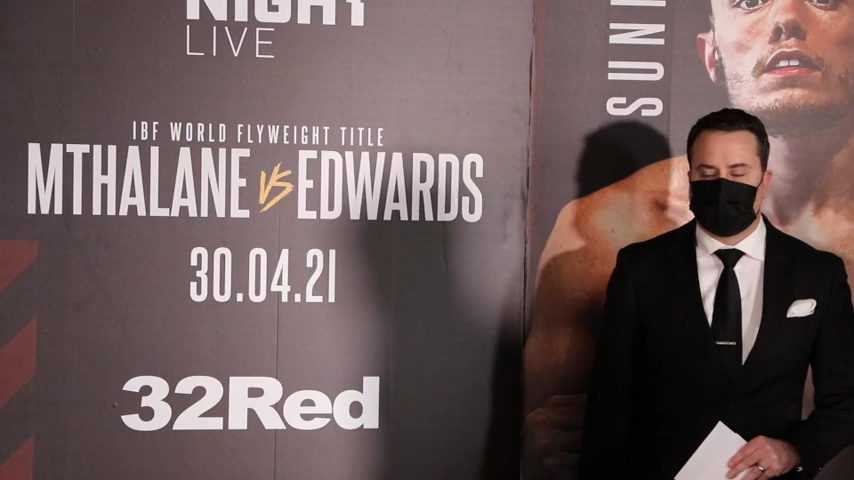 NIGHT
LIVE
IBF WORLD FLYWEIGHT TITLE
MTHALANE VS EDWARDS
30.04.21
32Red
SUN